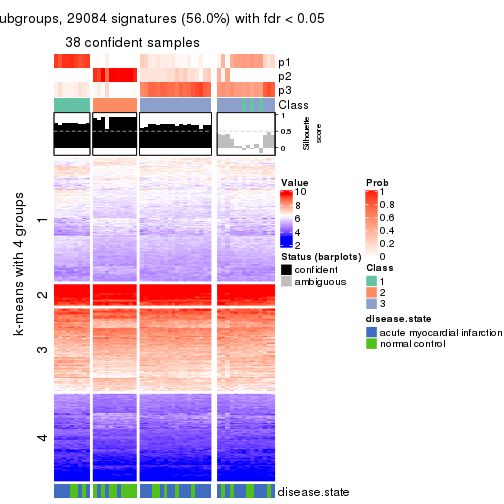 ubgroups, 29084 signatures (56.0%) with fdr < 0.05
38 confident samples
p1
p2
p3
Class
1
0.5
0
Silhouette
score
k-means with 4 groups
1
2
3
4
disease.state
Value
10
8
6
4
2
Status (barplots)
confident
ambiguous
Prob
1
0.8
0.6
0.4
0.2
0
Class
1
2
3
disease.state
acute myocardial infarction
normal control